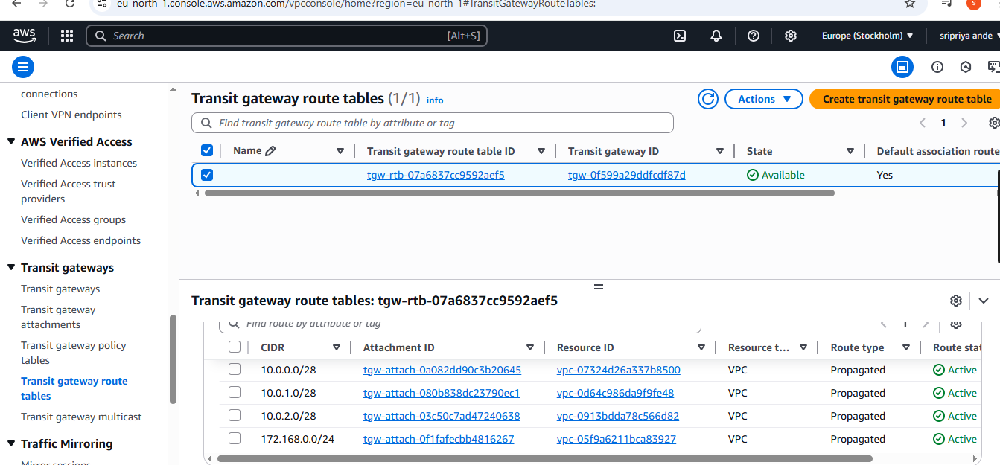 eu-north-1.console.aws.amazon.com/vpcconsole/home?region=eu-north-1#TransitGatewayRouteTables:
s
aws
Search [Alt+S]
Europe (Stockholm)
sripriya ande
connections
Client VPN endpoints
AWS Verified Access
Verified Access instances
Verified Access trust
providers
Verified Access groups
Verified Access endpoints
Transit gateways
Transit gateways
Transit gateway
attachments
Transit gateway policy
tables
Transit gateway route
tables
Transit gateway multicast
Traffic Mirroring
Mirror sessions
Transit gateway route tables (1/1) info
Actions
Create transit gateway route table
Find transit gateway route table by attribute or tag
1
Name Transit gateway route table ID Transit gateway ID State Default association route
tgw-rtb-07a6837cc9592aef5 tgw-0f599a29ddfcdf87d Available Yes
Transit gateway route tables: tgw-rtb-07a6837cc9592aef5
Find route by attribute or tag
1
CIDR Attachment ID Resource ID Resource t... Route type Route stat
10.0.0.0/28 tgw-attach-0a082dd90c3b20645 vpc-07324d26a337b8500 VPC Propagated Active
10.0.1.0/28 tgw-attach-080b838dc23790ec1 vpc-0d64c986da9f9fe48 VPC Propagated Active
10.0.2.0/28 tgw-attach-03c50c7ad47240638 vpc-0913bdda78c566d82 VPC Propagated Active
172.168.0.0/24 tgw-attach-0f1fafecbb4816267 vpc-05f9a6211bca83927 VPC Propagated Active